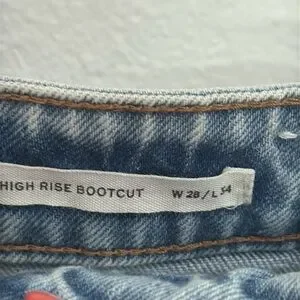 HIGH RISE BOOTCUT W 28 / L 34